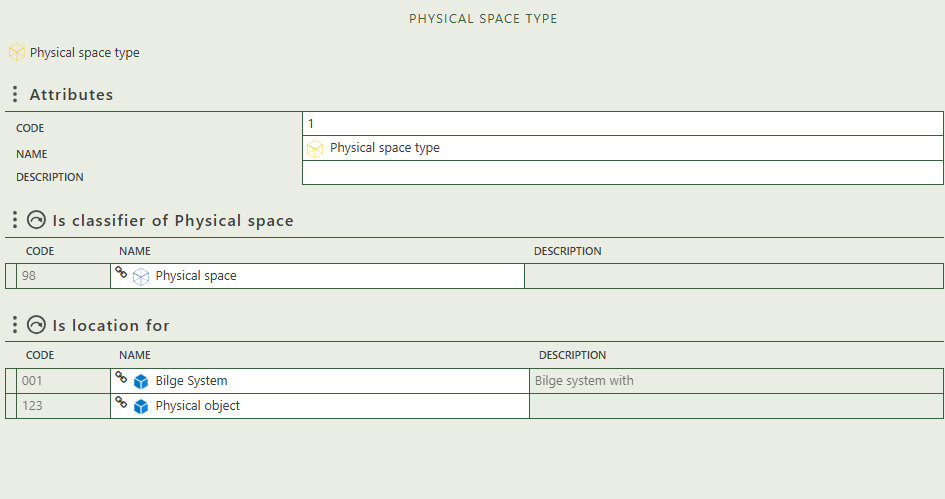 PHYSICAL SPACE TYPE
Physical space type
Attributes
CODE 1
NAME Physical space type
DESCRIPTION
Is classifier of Physical space
CODE NAME DESCRIPTION
98 Physical space
Is location for
CODE NAME DESCRIPTION
001 Bilge System Bilge system with
123 Physical object